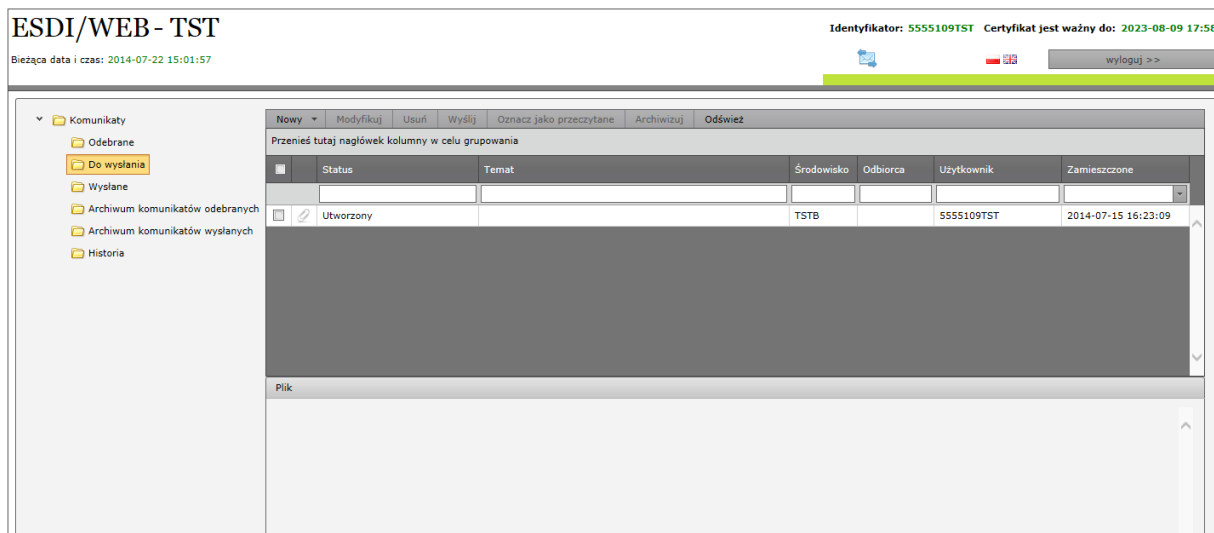 ESDI/WEB - TST
Identyfikator: 5555109TST Certyfikat jest ważny do: 2023-08-09 17:58
Bieżąca data i czas: 2014-07-22 15:01:57
wyloguj >>
Komunikaty
Odebrane
Do wysłania
Wysłane
Archiwum komunikatów odebranych
Archiwum komunikatów wysłanych
Historia
Nowy Modyfikuj Usuń Wyślij Oznacz jako przeczytane Archiwizuj Odśwież
Przenieś tutaj nagłówek kolumny w celu grupowania
Status Temat Środowisko Odbiorca Użytkownik Zamieszczone
Utworzony TSTB 5555109TST 2014-07-15 16:23:09
Plik